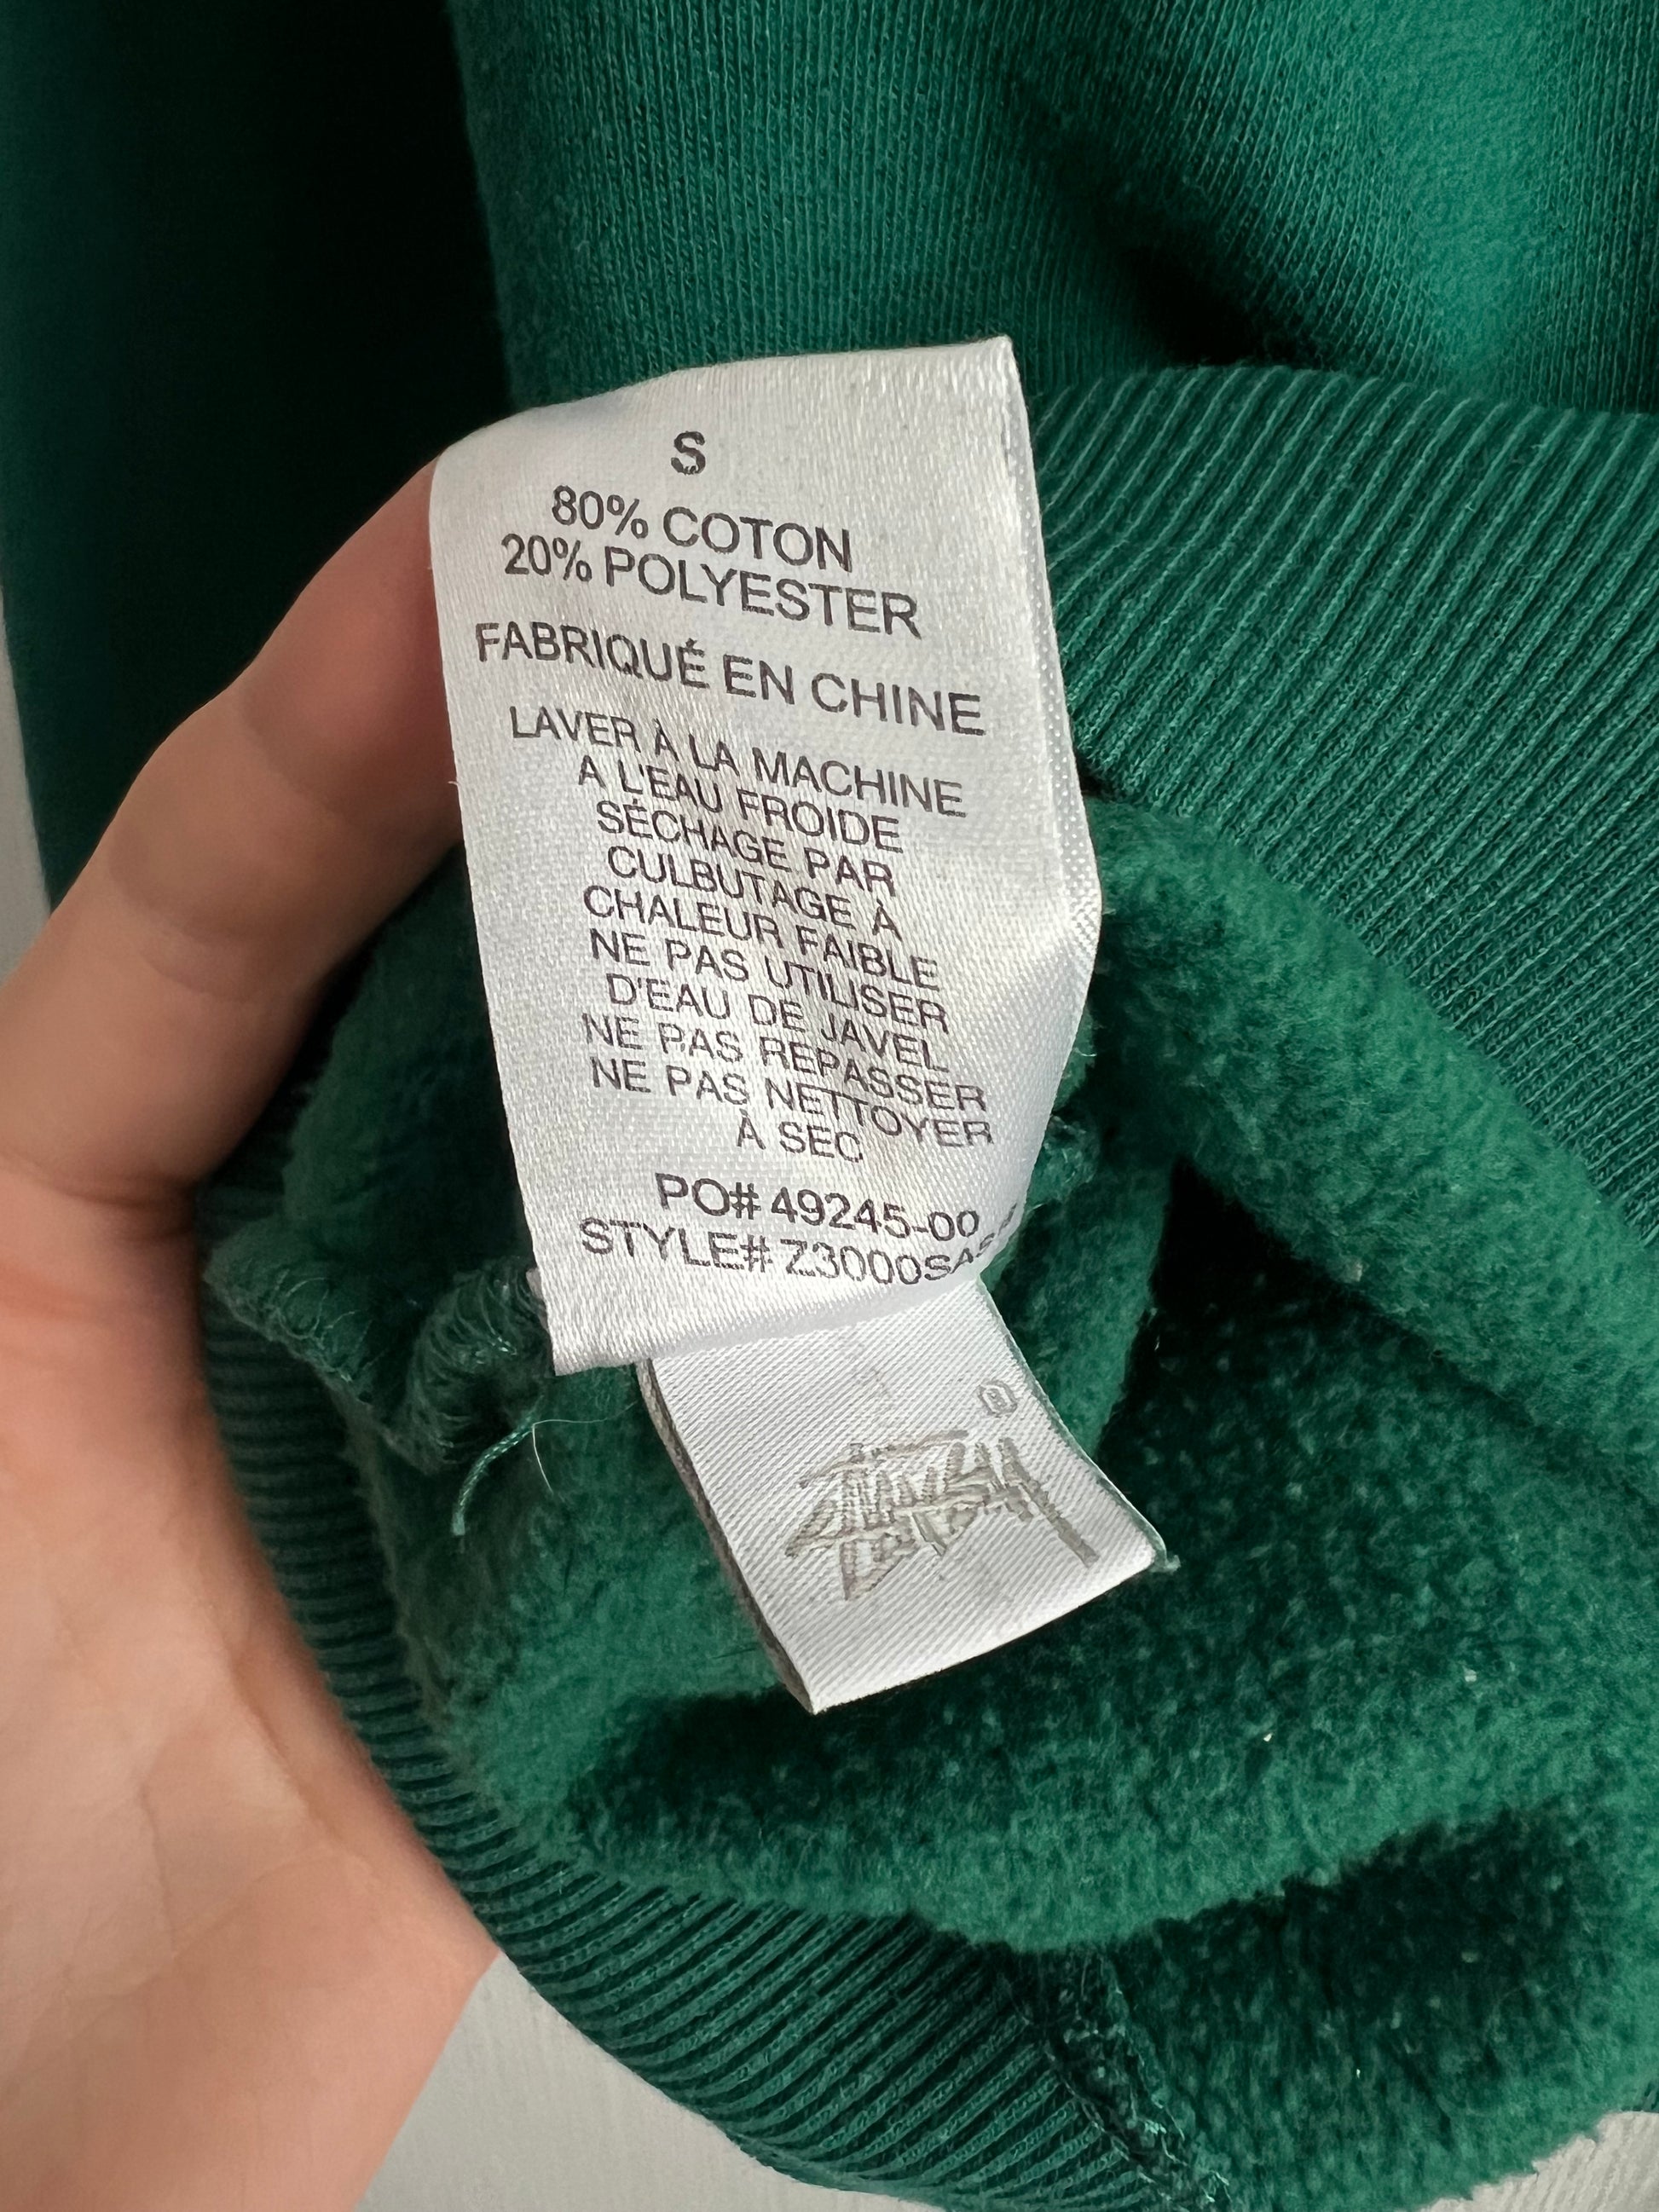 S
80% COTON
20% POLYESTER
FABRIQUÉ EN CHINE
LAVER À LA MACHINE
A L'EAU FROIDE
SÉCHAGE PAR
CULBUTAGE À
CHALEUR FAIBLE
NE PAS UTILISER
D'EAU DE JAVEL
NE PAS REPASSER
NE PAS NETTOYER
À SEC
PO# 49245-00
STYLE#